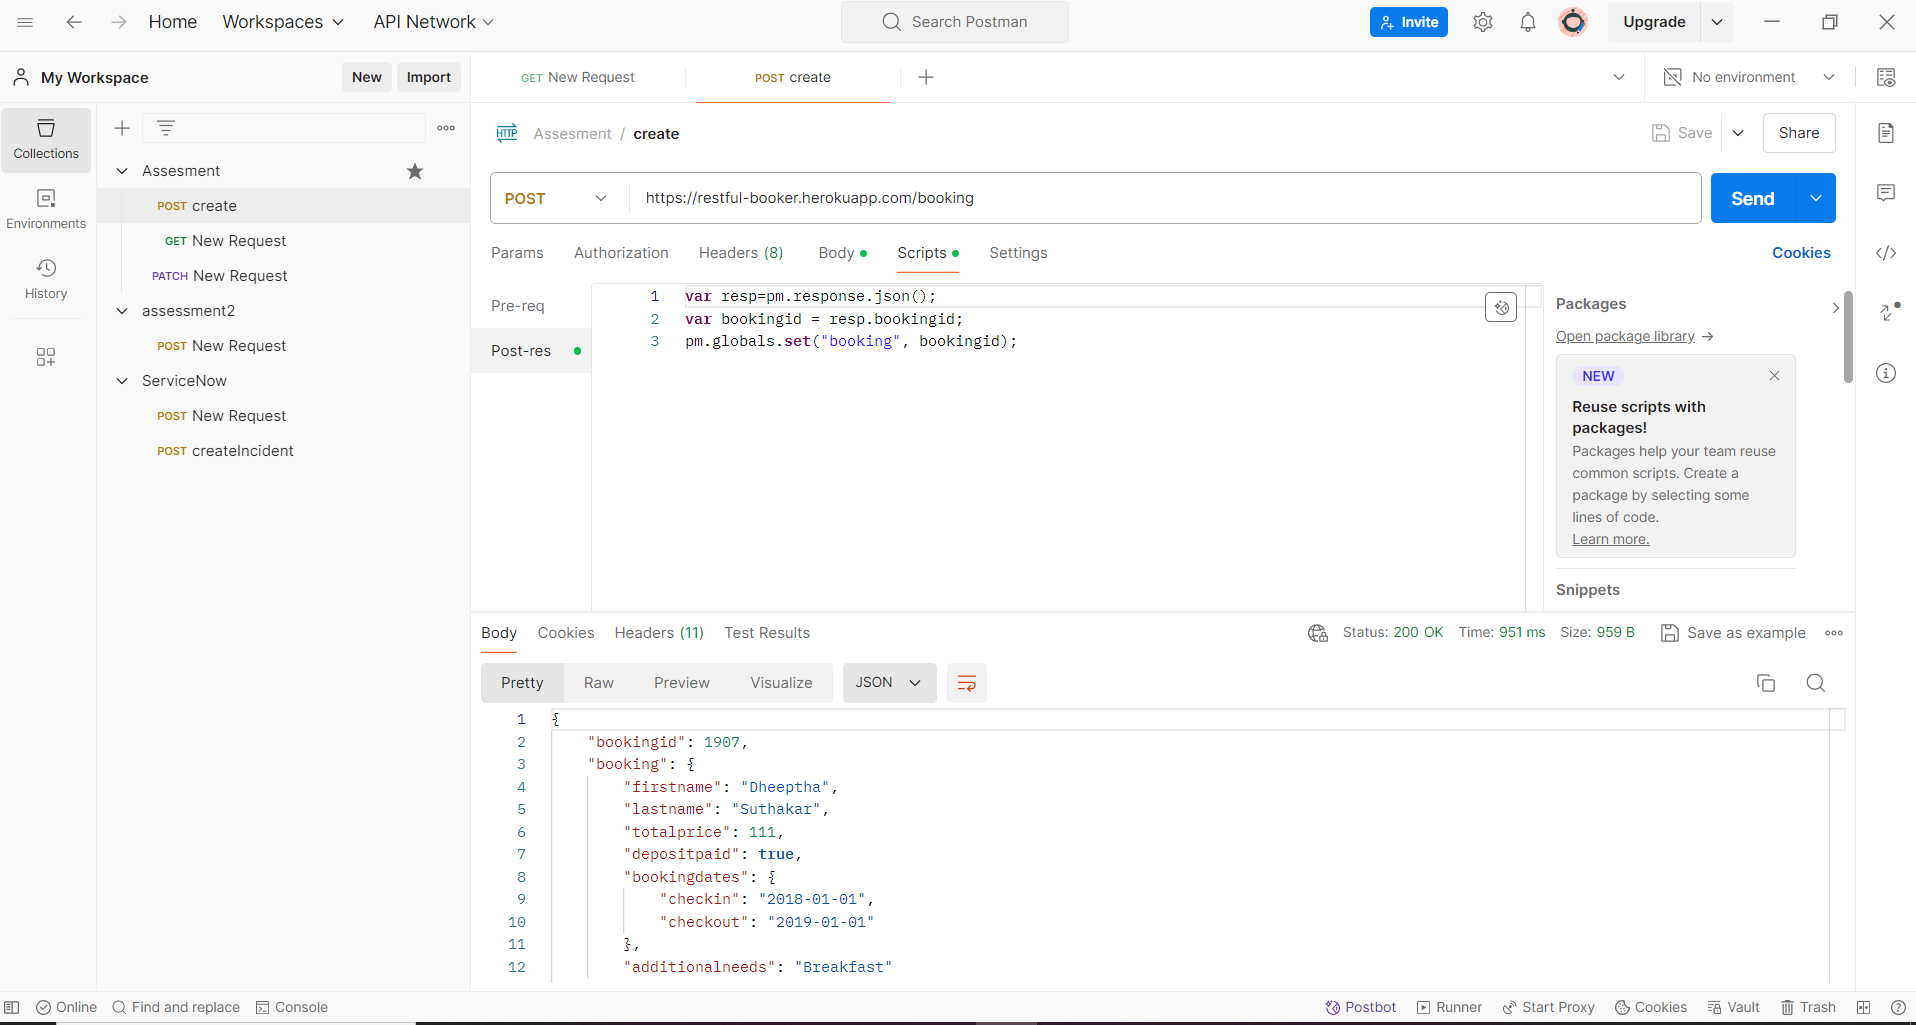 Home Workspaces API Network Search Postman Invite Upgrade
My Workspace New Import GET New Request POST create No environment
Collections
Environments
History
Assesment
POST create
GET New Request
PATCH New Request
assessment2
POST New Request
ServiceNow
POST New Request
POST createIncident
HTTP Assesment / create Save Share
POST https://restful-booker.herokuapp.com/booking Send
Params Authorization Headers (8) Body Scripts Settings Cookies
Pre-req
Post-res
1 var resp=pm.response.json();
2 var bookingid = resp.bookingid;
3 pm.globals.set("booking", bookingid);
Packages
Open package library →
NEW
Reuse scripts with
packages!
Packages help your team reuse
common scripts. Create a
package by selecting some
lines of code.
Learn more.
Snippets
Body Cookies Headers (11) Test Results Status: 200 OK Time: 951 ms Size: 959 B Save as example
Pretty Raw Preview Visualize JSON
1 {
2 "bookingid": 1907,
3 "booking": {
4 "firstname": "Dheeptha",
5 "lastname": "Suthakar",
6 "totalprice": 111,
7 "depositpaid": true,
8 "bookingdates": {
9 "checkin": "2018-01-01",
10 "checkout": "2019-01-01"
11 },
12 "additionalneeds": "Breakfast"
Online Find and replace Console Postbot Runner Start Proxy Cookies Vault Trash